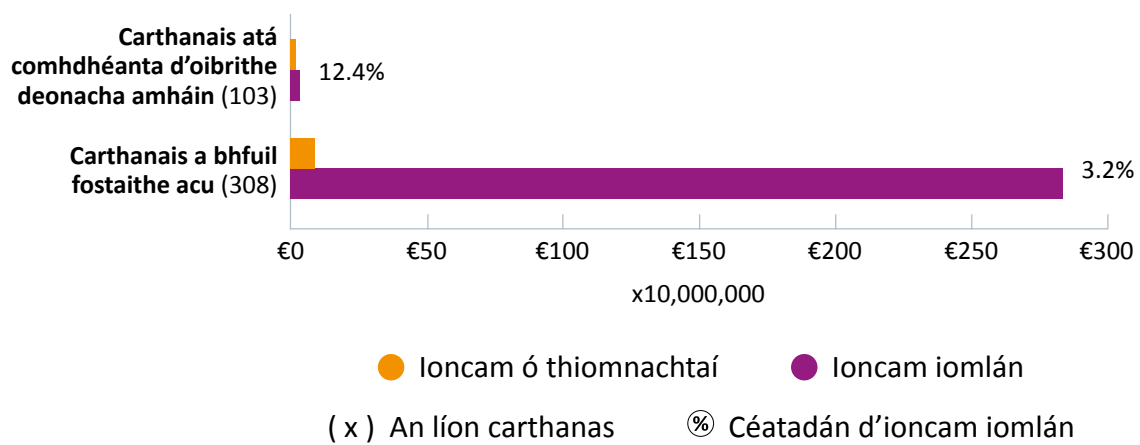 Carthanais atá
comhdhéanta d'oibrithe
deonacha amháin (103)
12.4%
Carthanais a bhfuil
fostaithe acu (308)
3.2%
€0 €50 €100 €150 €200 €250 €300
x10,000,000
Ioncam ó thiomnachtaí Ioncam iomlán
( x ) An líon carthanas % Céatadán d'ioncam iomlán